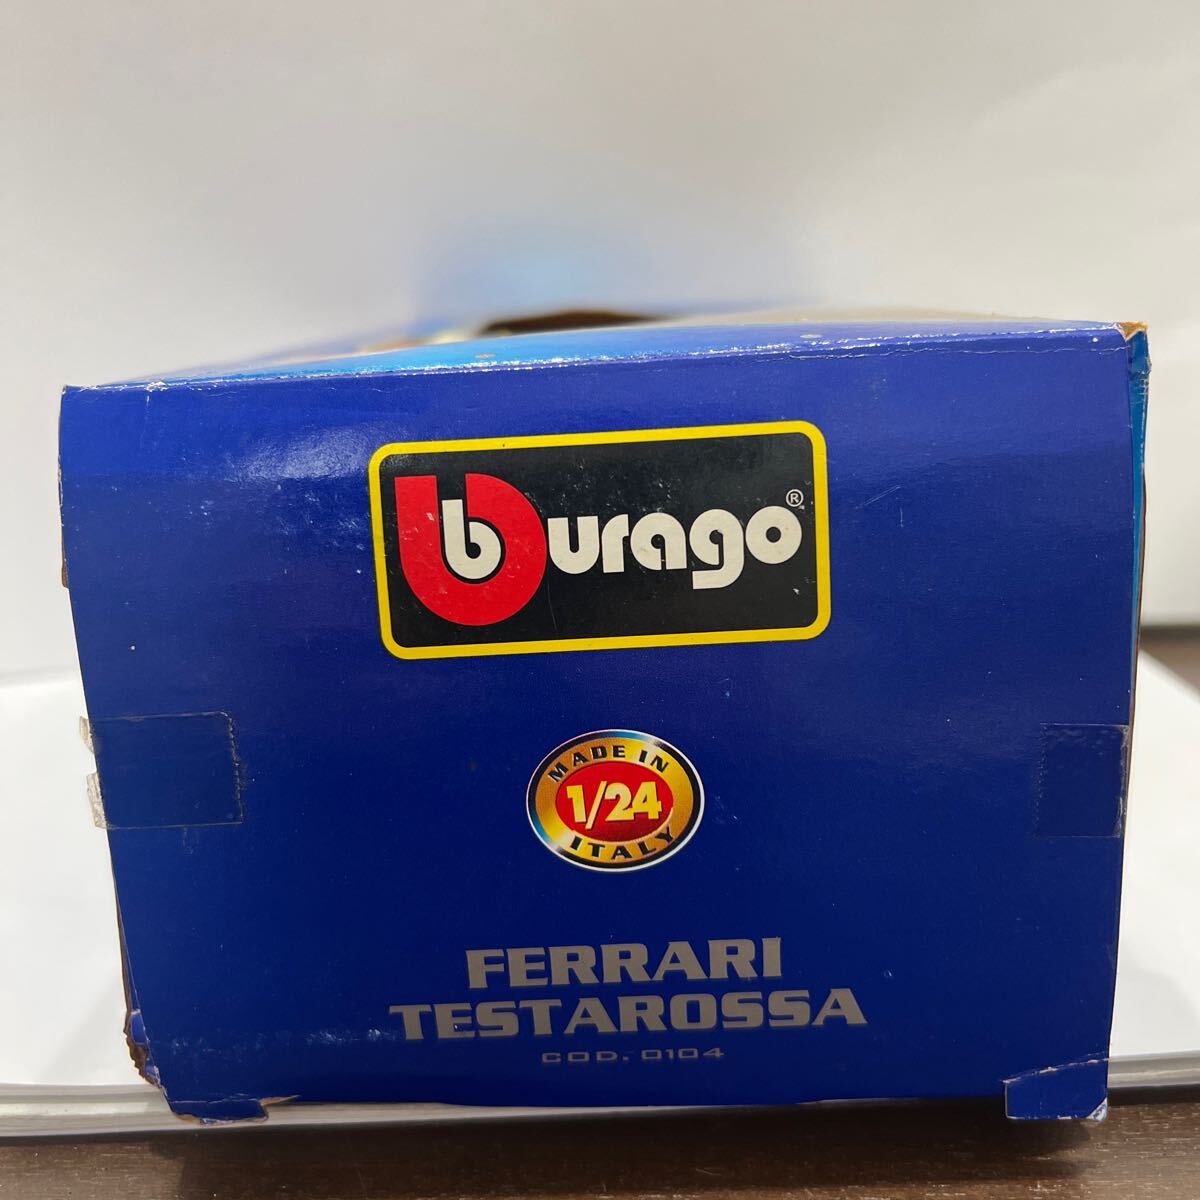 burago®
MADE IN
1/24
ITALY
FERRARI
TESTAROSSA
COD. 0104